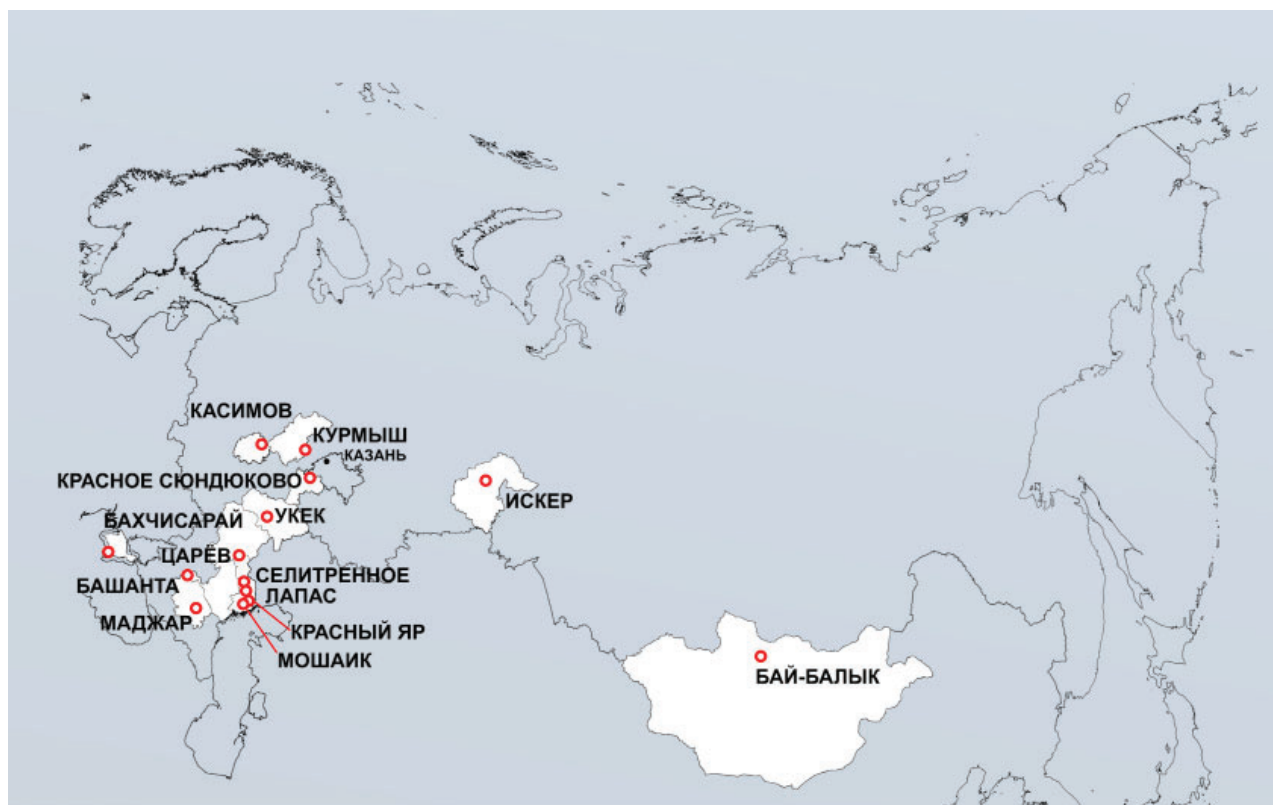 КАСИМОВ
КУРМЫШ
КАЗАНЬ
КРАСНОЕ СЮНДЮКОВО
ИСКЕР
БАХЧИСАРАЙ
УКЕК
ЦАРЁВ
СЕЛИТРЕННОЕ
БАШАНТА
ЛАПАС
МАДЖАР
КРАСНЫЙ ЯР
МОШАИК
БАЙ-БАЛЫК